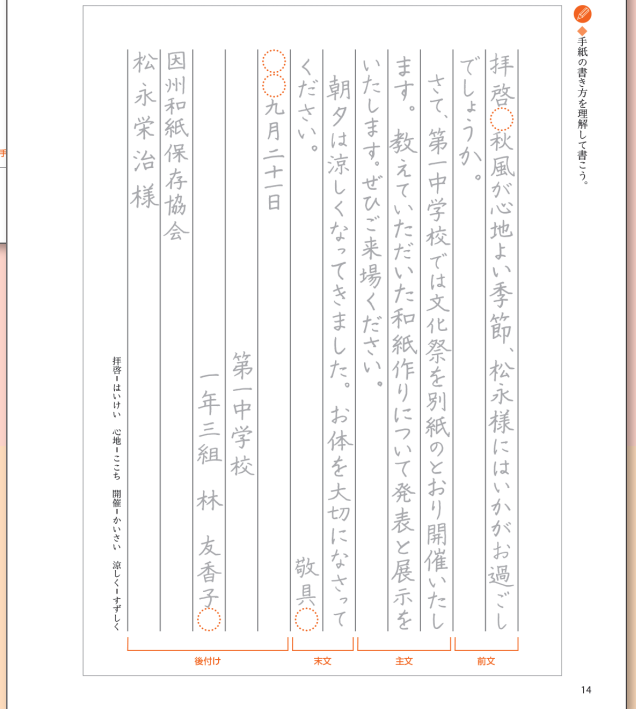 ◆手紙の書き方を理解して書こう。
拝啓 秋風が心地よい季節、松永様にはいかがお過ごし
でしょうか。
さて、第一中学校では文化祭を別紙のとおり開催いたし
ます。教えていただいた和紙作りについて発表と展示を
いたします。ぜひご来場ください。
朝夕は涼しくなってきました。お体を大切になさって
ください。
敬具
九月二十一日
第一中学校
一年三組 林 友香子
因州和紙保存協会
松永栄治様
拝啓=はいけい 心地=ここち 開催=かいさい 涼しく=すずしく
前文
主文
末文
後付け
14
手